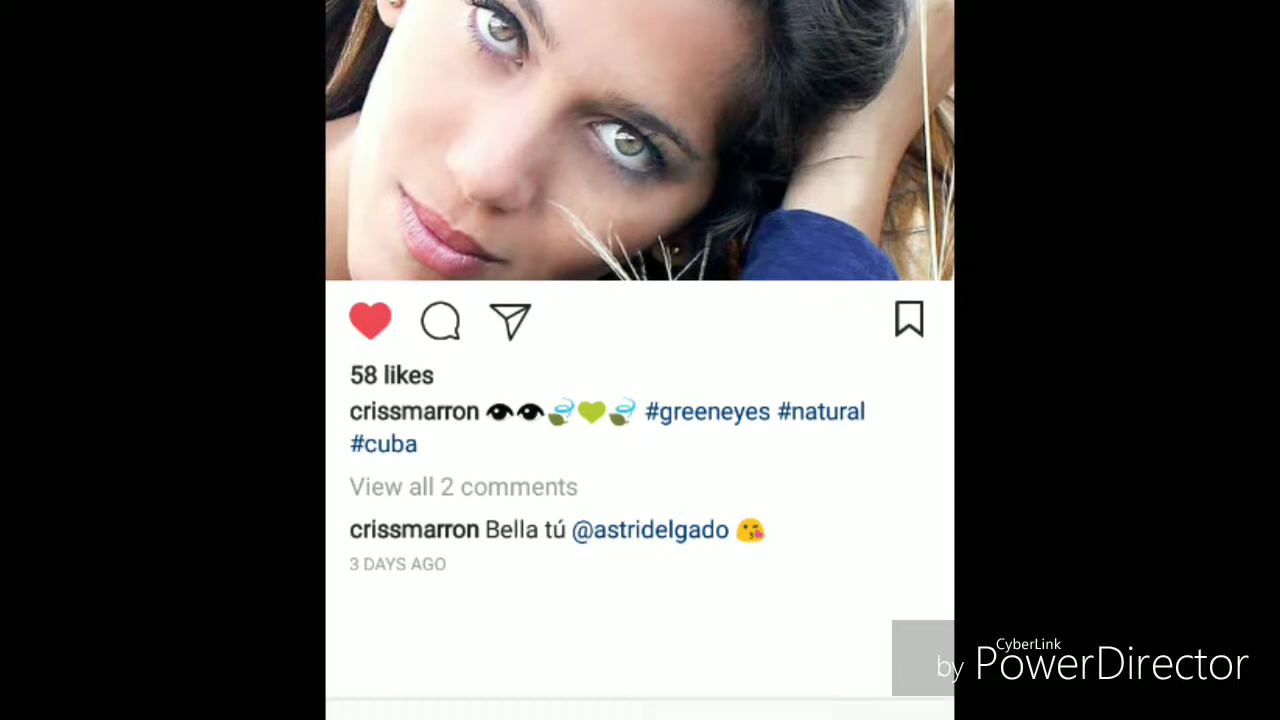 58 likes
crissmarron 👁👁🍃💚🍃 #greeneyes #natural
#cuba
View all 2 comments
crissmarron Bella tú @astridelgado 😘
3 DAYS AGO
CyberLink
by PowerDirector